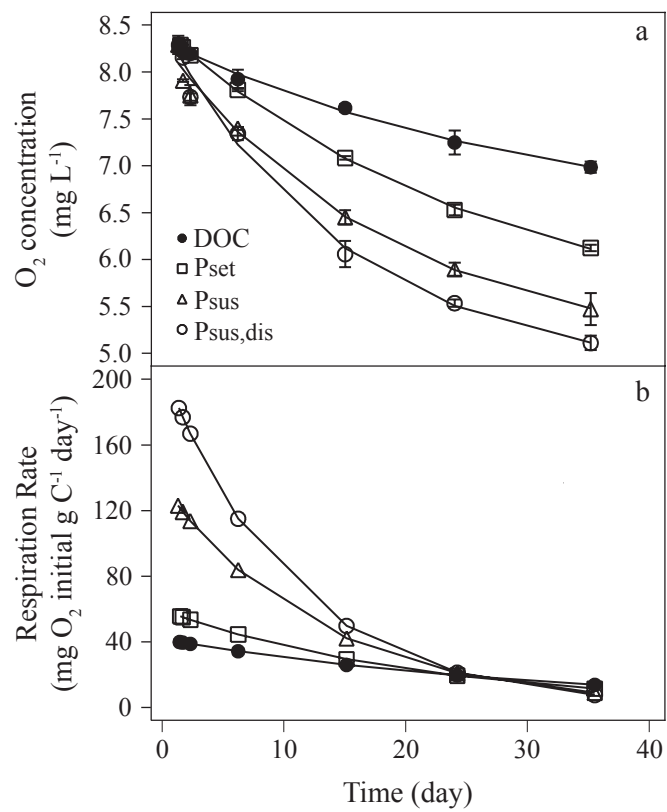 a
8.5
8.0
7.5
7.0
6.5
6.0
5.5
5.0
O₂ concentration
(mg L⁻¹)
DOC
Pset
Psus
Psus,dis
b
200
160
120
80
40
0
Respiration Rate
(mg O₂ initial g C⁻¹ day⁻¹)
0 10 20 30 40
Time (day)